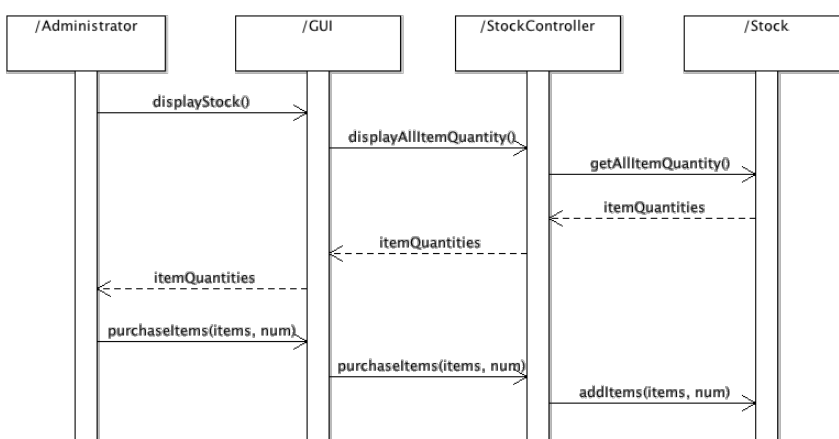 /Administrator
/GUI
/StockController
/Stock
displayStock()
displayAllItemQuantity()
getAllItemQuantity()
itemQuantities
itemQuantities
itemQuantities
purchaseItems(items, num)
purchaseItems(items, num)
addItems(items, num)